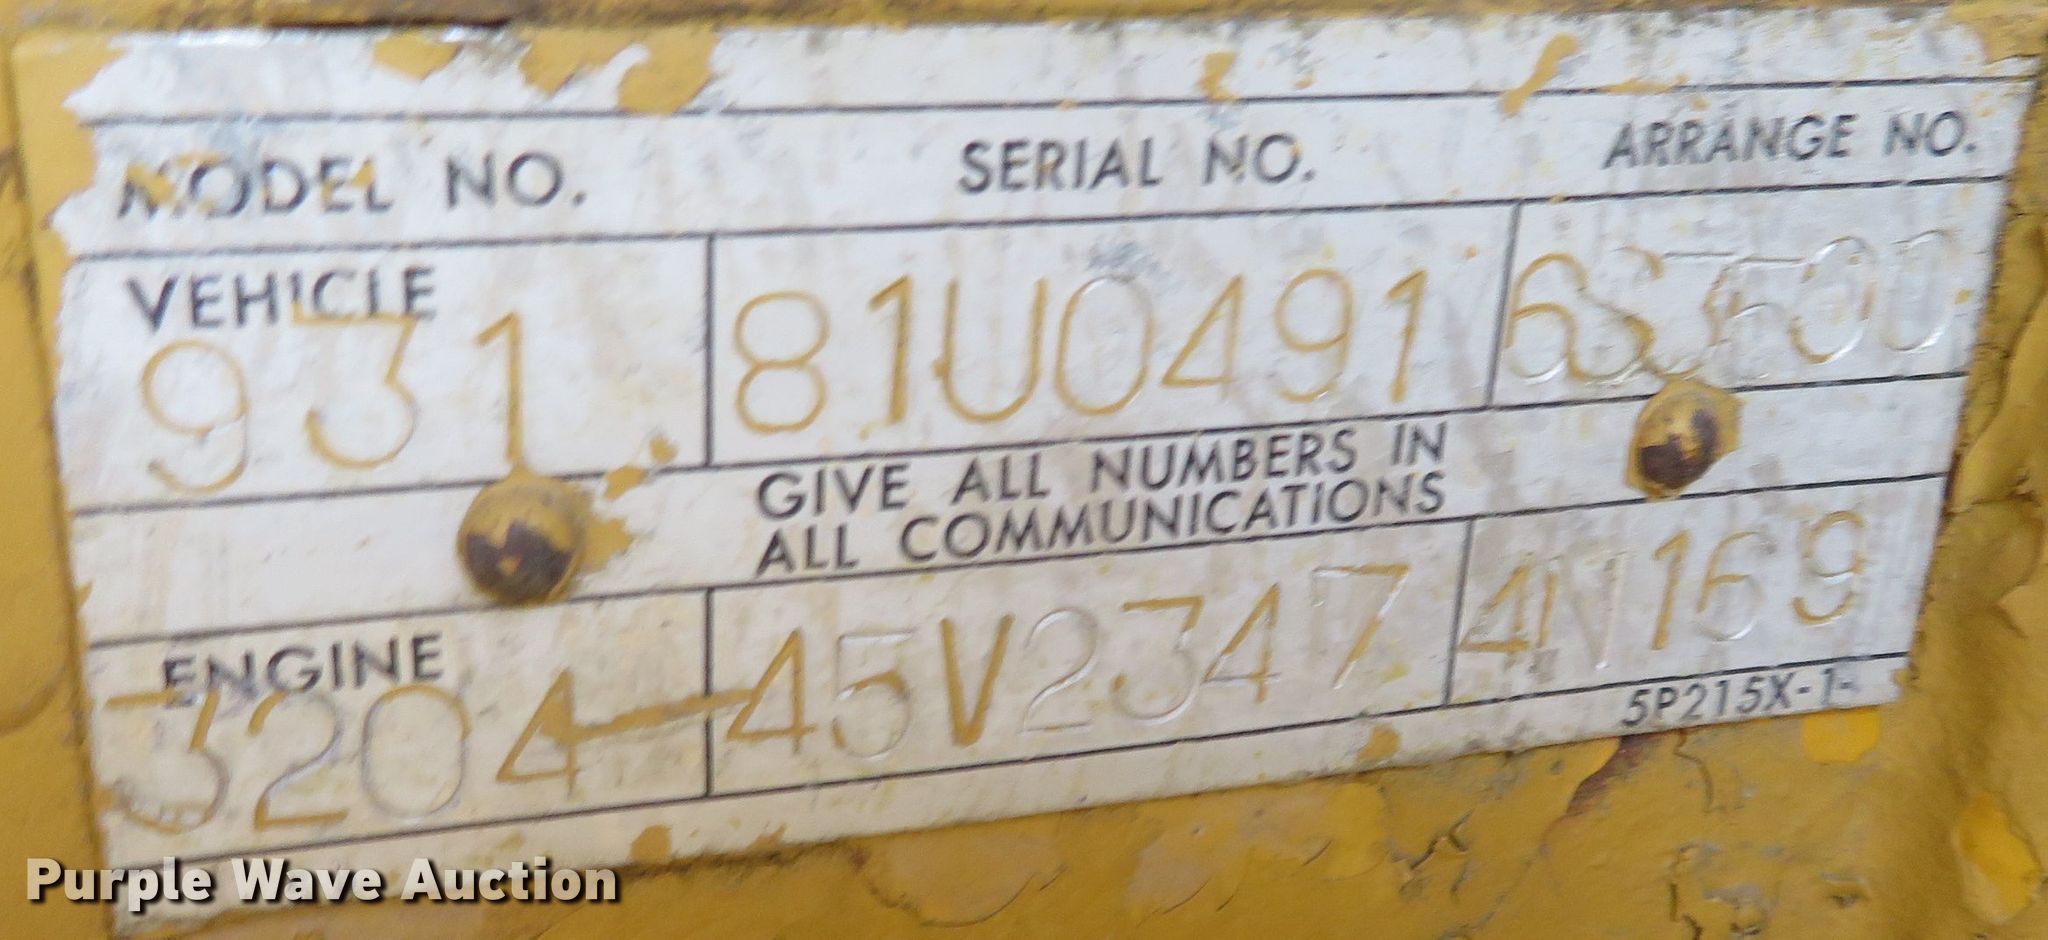 MODEL NO. SERIAL NO. ARRANGE NO.
VEHICLE
931 81U0491
GIVE ALL NUMBERS IN
ALL COMMUNICATIONS
ENGINE
3204 45V2347 4N169
5P215X-1
Purple Wave Auction